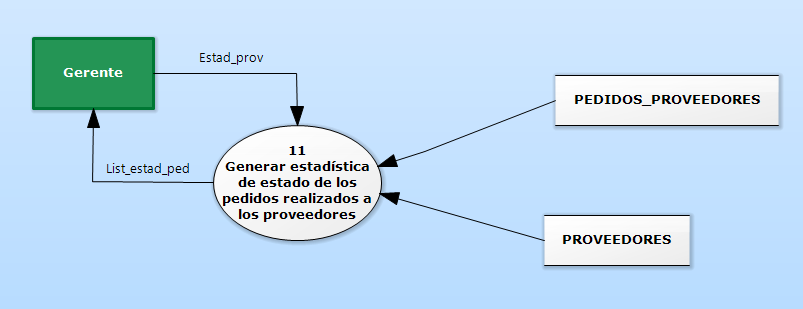 Gerente
Estad_prov
List_estad_ped
11
Generar estadística
de estado de los
pedidos realizados a
los proveedores
PEDIDOS_PROVEEDORES
PROVEEDORES